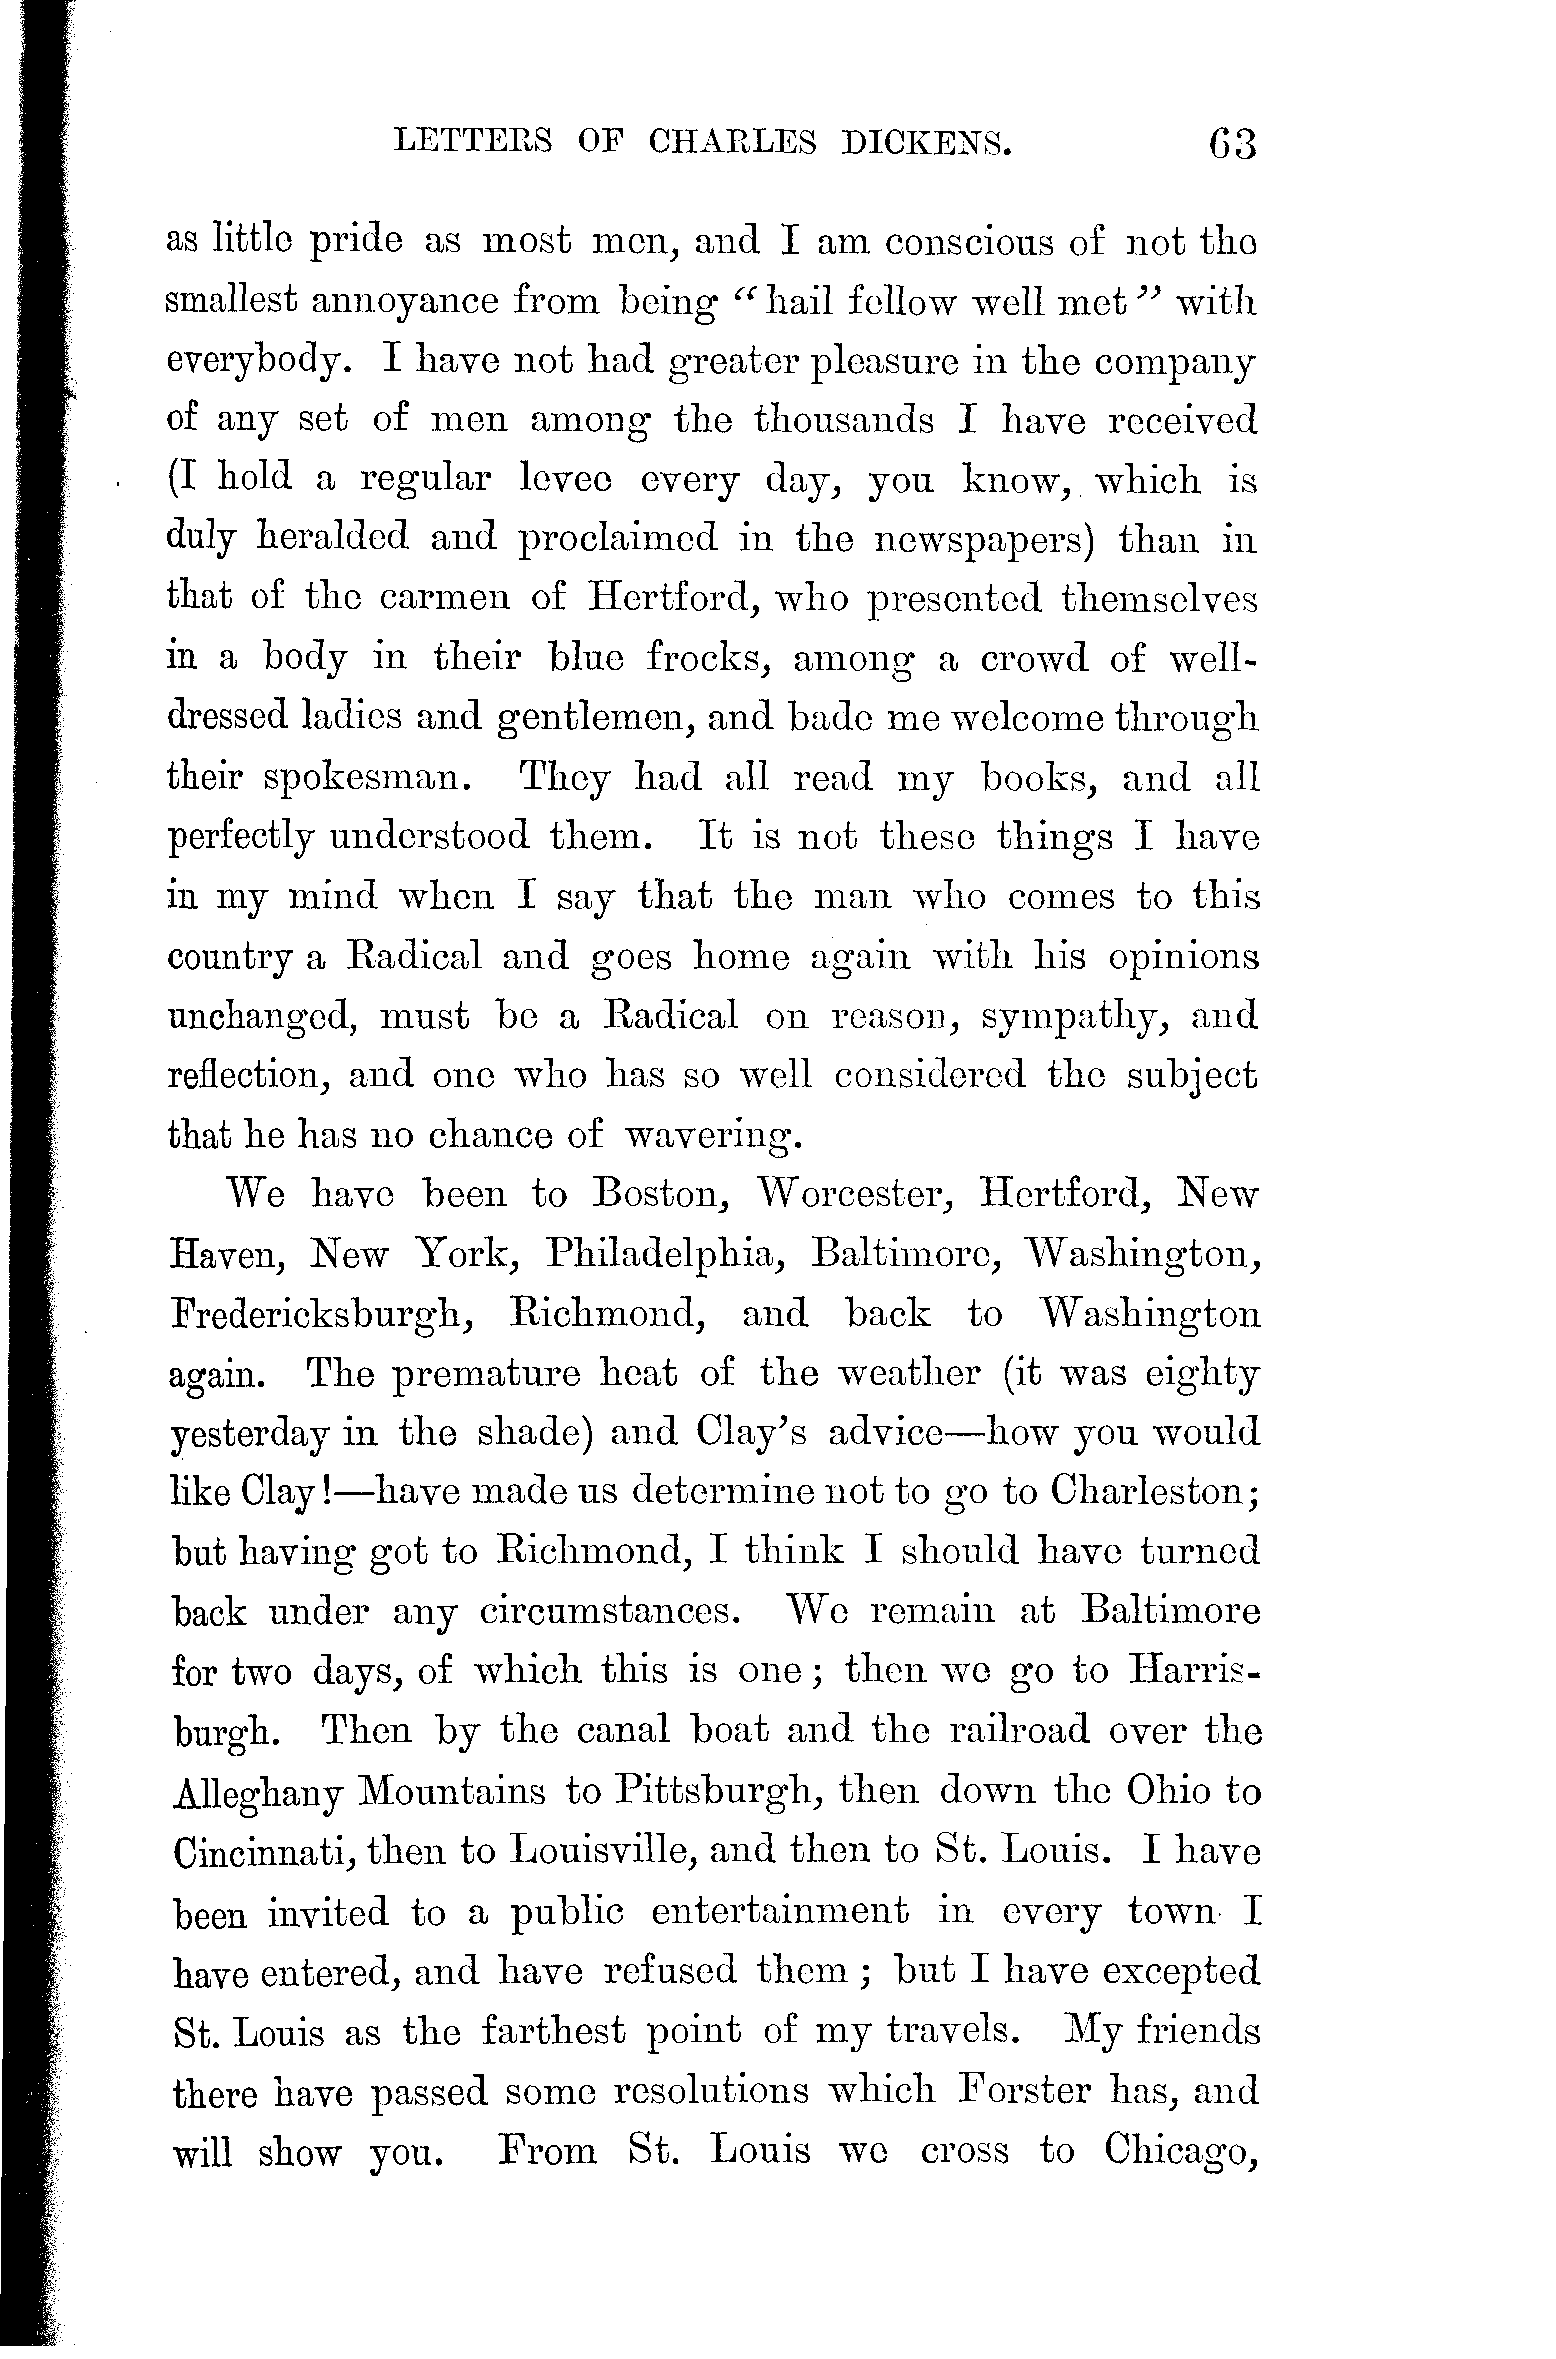 LETTERS OF CHARLES DICKENS. 63
as little pride as most men, and I am conscious of not the
smallest annoyance from being “hail fellow well met” with
everybody. I have not had greater pleasure in the company
of any set of men among the thousands I have received
(I hold a regular levee every day, you know, which is
duly heralded and proclaimed in the newspapers) than in
that of the carmen of Hertford, who presented themselves
in a body in their blue frocks, among a crowd of well-
dressed ladies and gentlemen, and bade me welcome through
their spokesman. They had all read my books, and all
perfectly understood them. It is not these things I have
in my mind when I say that the man who comes to this
country a Radical and goes home again with his opinions
unchanged, must be a Radical on reason, sympathy, and
reflection, and one who has so well considered the subject
that he has no chance of wavering.
We have been to Boston, Worcester, Hertford, New
Haven, New York, Philadelphia, Baltimore, Washington,
Fredericksburgh, Richmond, and back to Washington
again. The premature heat of the weather (it was eighty
yesterday in the shade) and Clay’s advice—how you would
like Clay!—have made us determine not to go to Charleston;
but having got to Richmond, I think I should have turned
back under any circumstances. We remain at Baltimore
for two days, of which this is one; then we go to Harris-
burgh. Then by the canal boat and the railroad over the
Alleghany Mountains to Pittsburgh, then down the Ohio to
Cincinnati, then to Louisville, and then to St. Louis. I have
been invited to a public entertainment in every town I
have entered, and have refused them; but I have excepted
St. Louis as the farthest point of my travels. My friends
there have passed some resolutions which Forster has, and
will show you. From St. Louis we cross to Chicago,